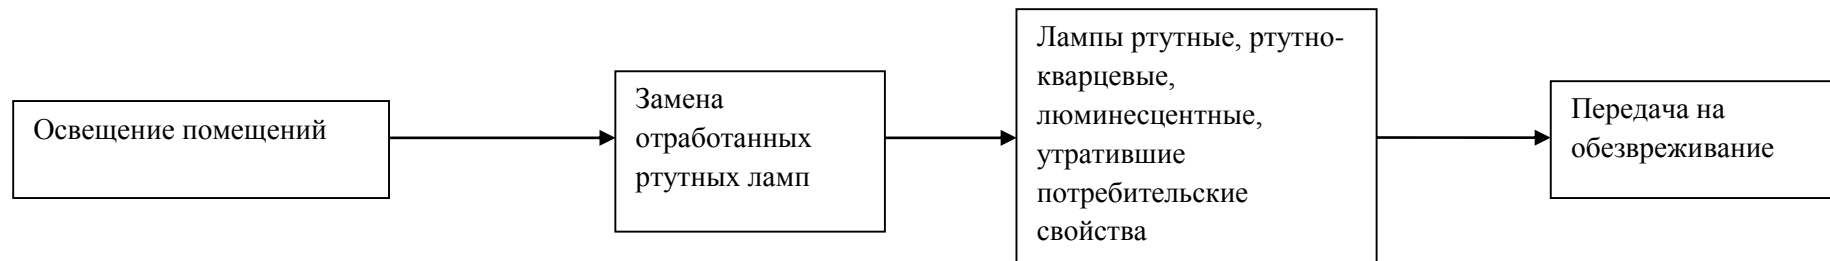 Освещение помещений
Замена
отработанных
ртутных ламп
Лампы ртутные, ртутно-
кварцевые,
люминесцентные,
утратившие
потребительские
свойства
Передача на
обезвреживание